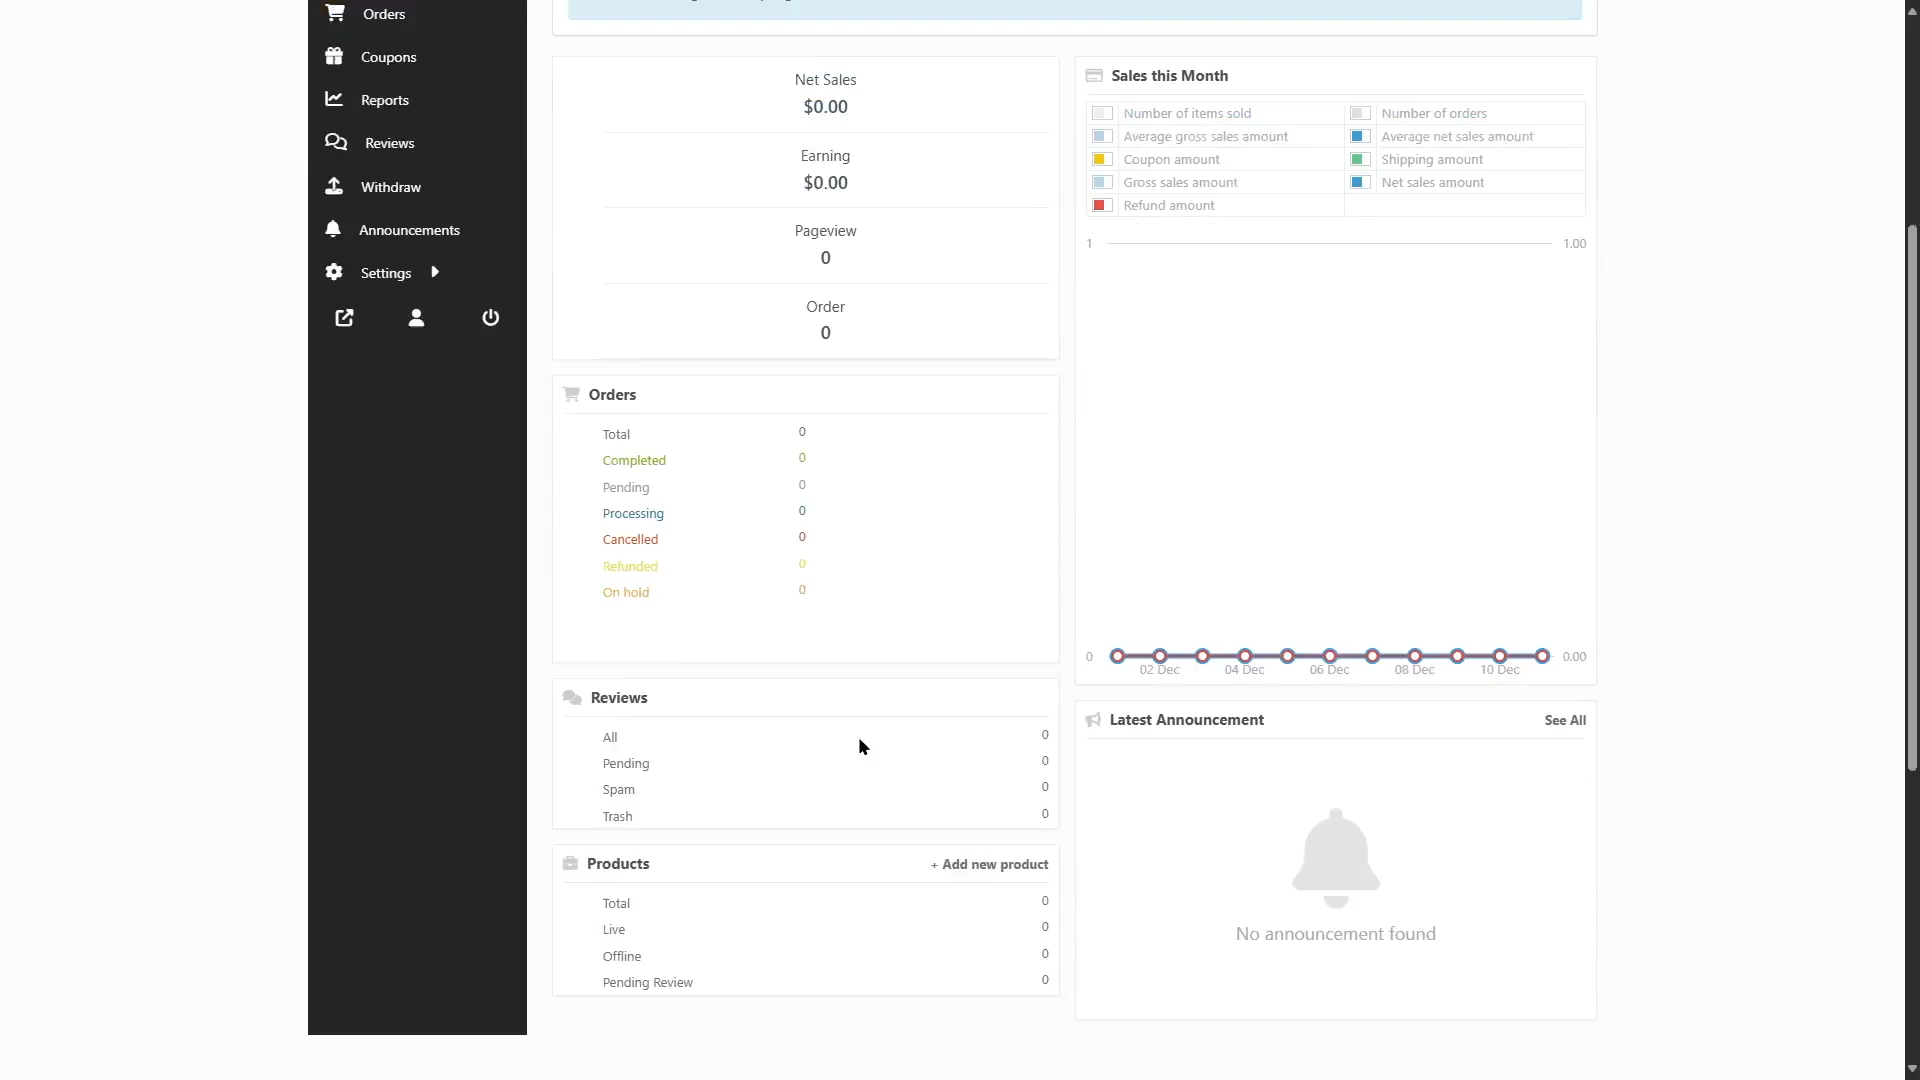 Orders
Coupons
Reports
Reviews
Withdraw
Announcements
Settings
Net Sales
$0.00
Earning
$0.00
Pageview
0
Order
0
Orders
Total 0
Completed 0
Pending 0
Processing 0
Cancelled 0
Refunded 0
On hold 0
Reviews
All 0
Pending 0
Spam 0
Trash 0
Products + Add new product
Total 0
Live 0
Offline 0
Pending Review 0
Sales this Month
Number of items sold Number of orders
Average gross sales amount Average net sales amount
Coupon amount Shipping amount
Gross sales amount Net sales amount
Refund amount
1 1.00
0 0.00
02 Dec 04 Dec 06 Dec 08 Dec 10 Dec
Latest Announcement See All
No announcement found